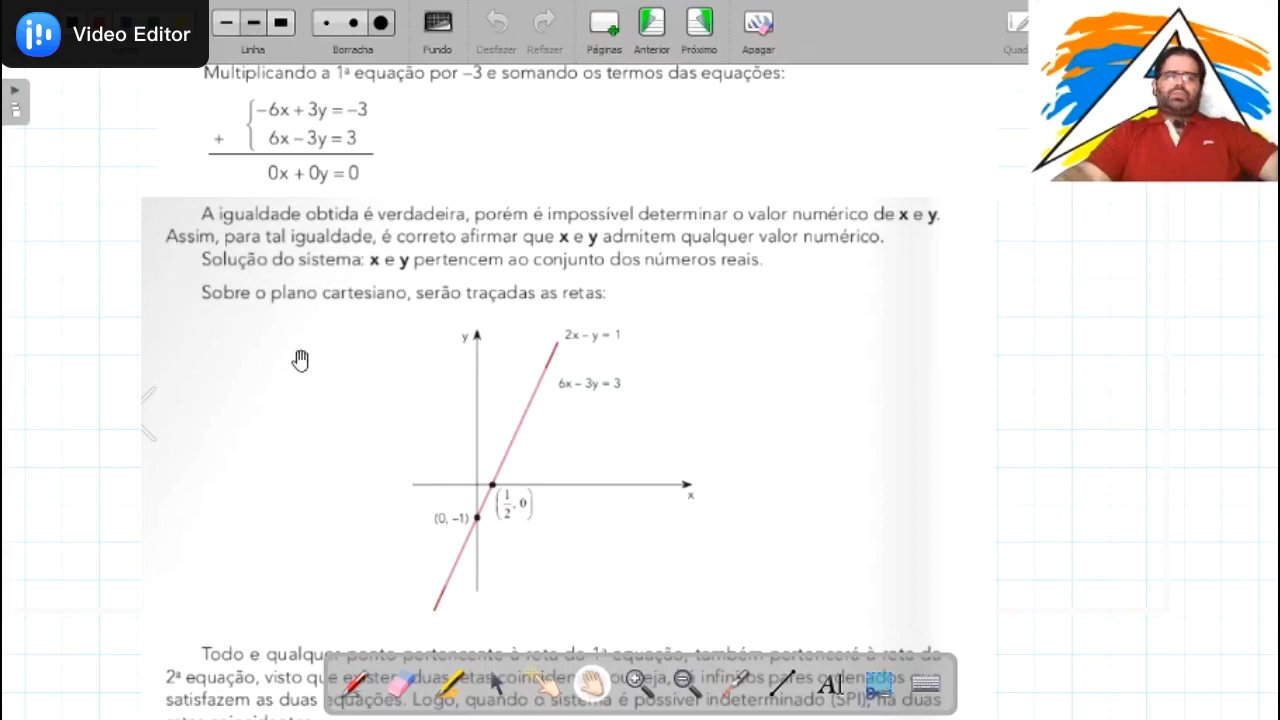 Video Editor
Linha
Borracha
Fundo
Desfazer
Refazer
Páginas
Anterior
Próximo
Apagar
Quad
Multiplicando a 1ª equação por –3 e somando os termos das equações:
–6x + 3y = –3
+ 6x – 3y = 3
0x + 0y = 0
A igualdade obtida é verdadeira, porém é impossível determinar o valor numérico de x e y.
Assim, para tal igualdade, é correto afirmar que x e y admitem qualquer valor numérico.
Solução do sistema: x e y pertencem ao conjunto dos números reais.
Sobre o plano cartesiano, serão traçadas as retas:
y
2x – y = 1
6x – 3y = 3
x
(1/2, 0)
(0, –1)
Todo e qualquer ponto pertencente à reta da 1ª equação, também pertencerá à reta da
2ª equação, visto que existem duas retas coincidentes, ou seja, há infinitos pares ordenados que
satisfazem as duas equações. Logo, quando o sistema é possível indeterminado (SPI), há duas
retas coincidentes.